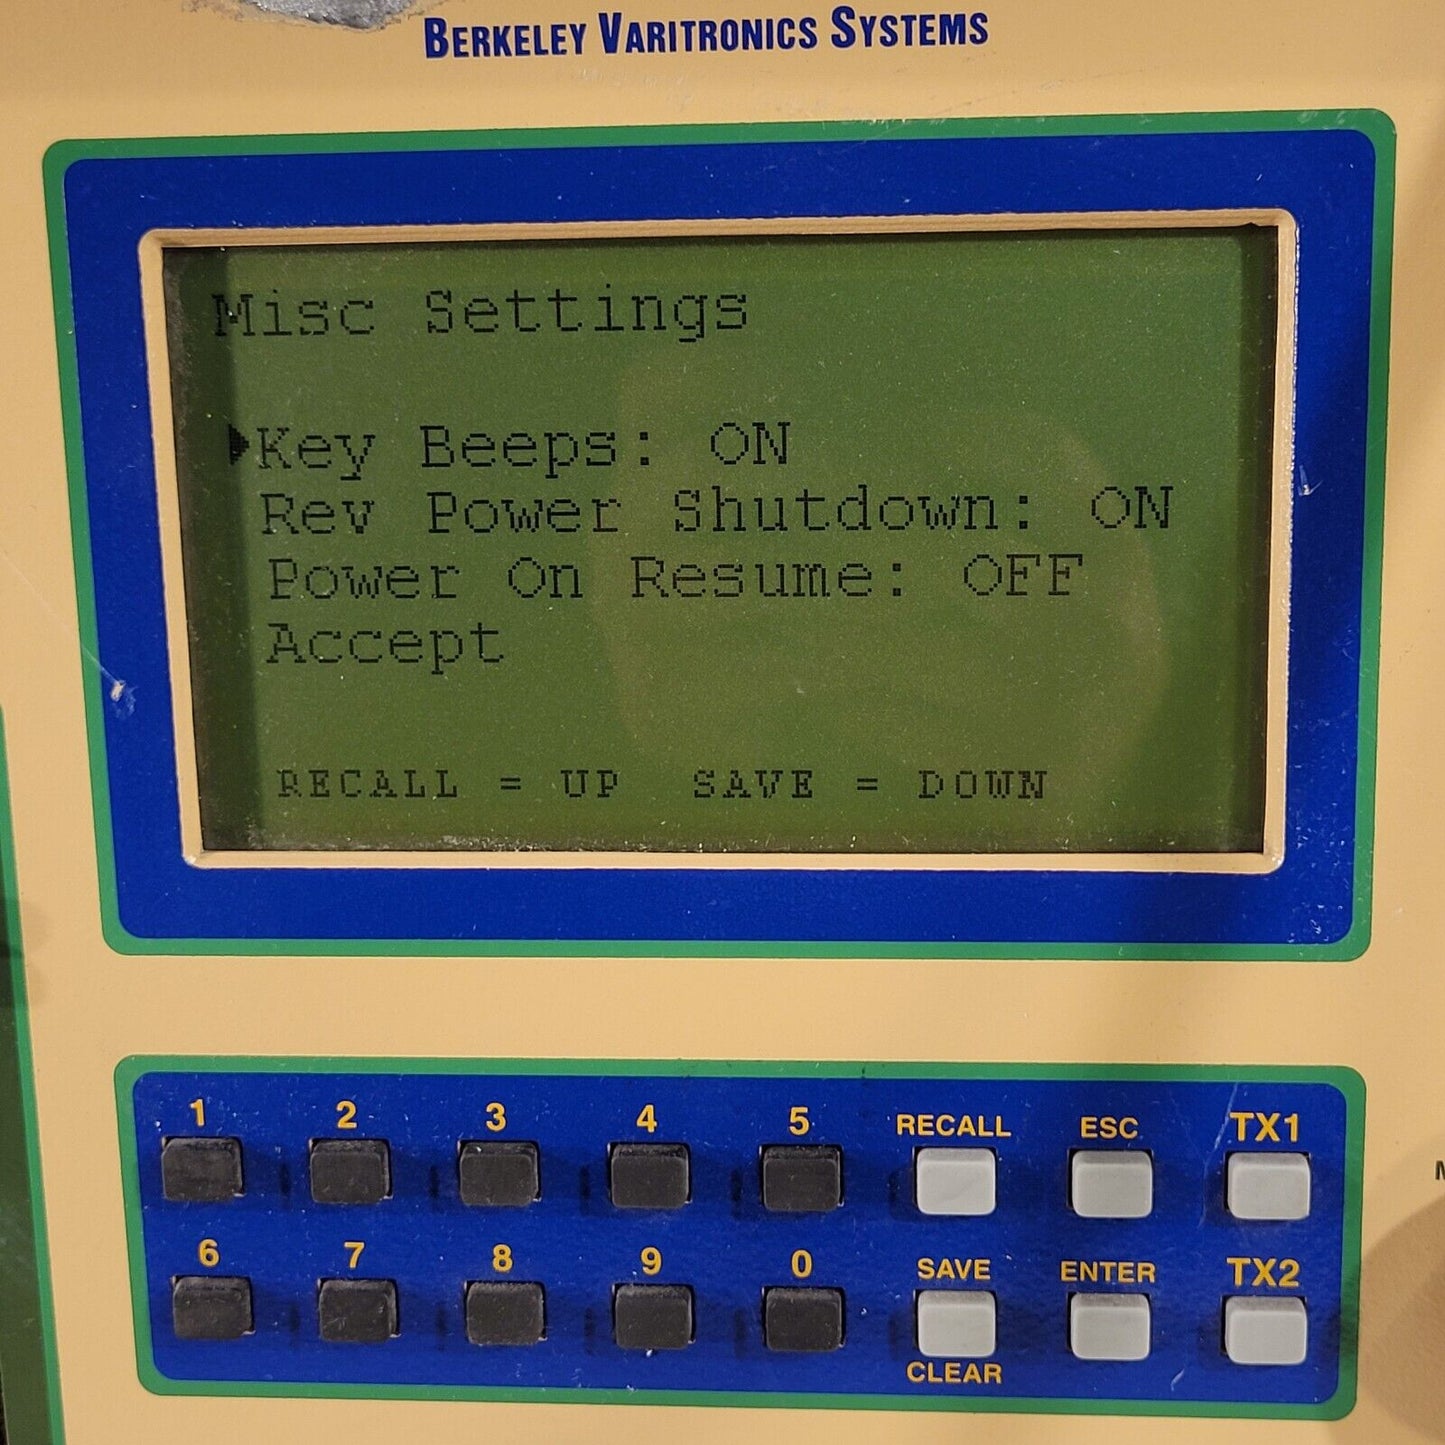 BERKELEY VARITRONICS SYSTEMS
Misc Settings
Key Beeps: ON
Rev Power Shutdown: ON
Power On Resume: OFF
Accept
RECALL = UP SAVE = DOWN
1 2 3 4 5 RECALL ESC TX1
6 7 8 9 0 SAVE ENTER TX2
CLEAR